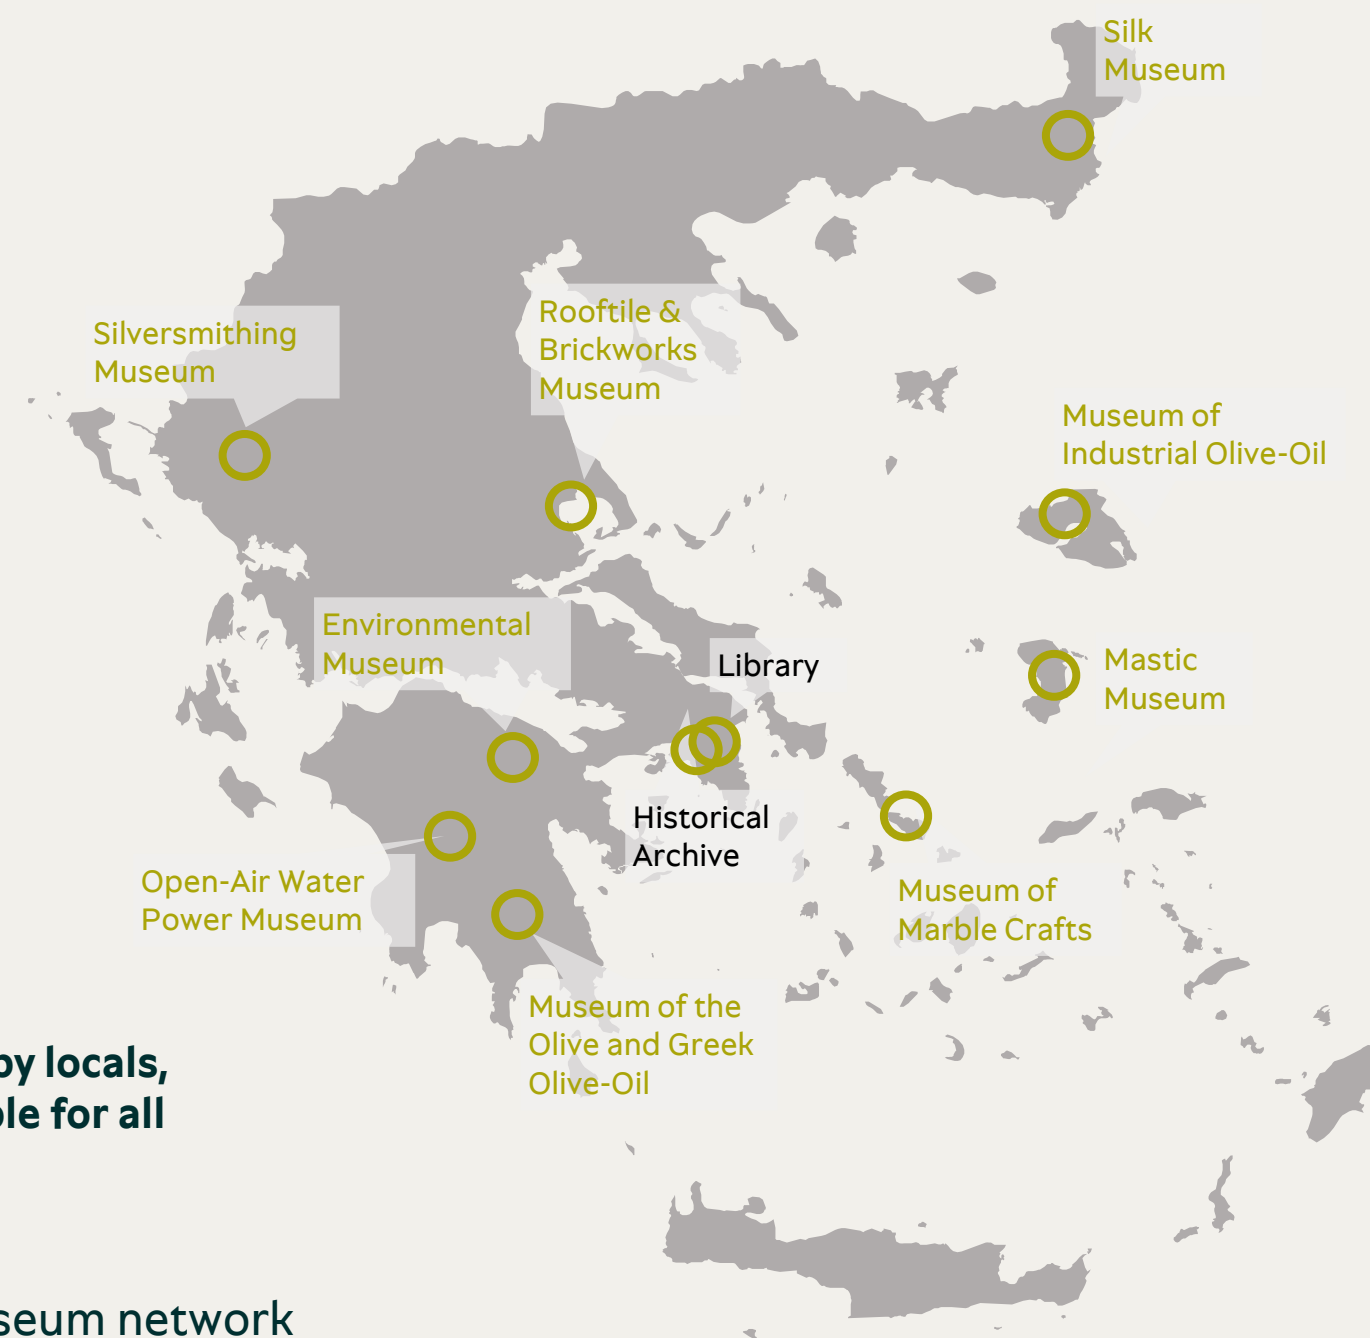 Silk
Museum
Silversmithing
Museum
Rooftile &
Brickworks
Museum
Museum of
Industrial Olive-Oil
Environmental
Museum
Library
Mastic
Museum
Historical
Archive
Open-Air Water
Power Museum
Museum of
Marble Crafts
Museum of the
Olive and Greek
Olive-Oil
by locals,
for all
network